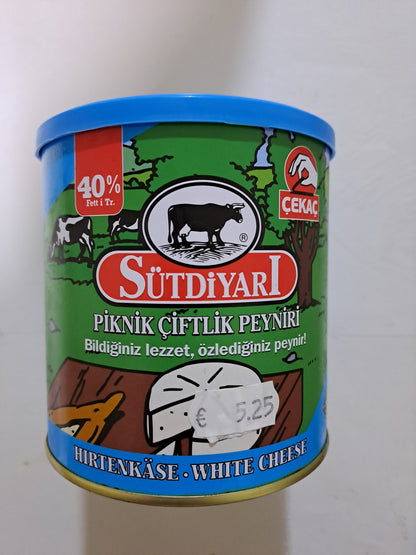 40%
Fett i Tr.
ÇEKAÇ
®
SÜTDİYARI
PİKNİK ÇİFTLİK PEYNİRİ
Bildiğiniz lezzet, özlediğiniz peynir!
€ 5.25
HIRTENKÄSE • WHITE CHEESE